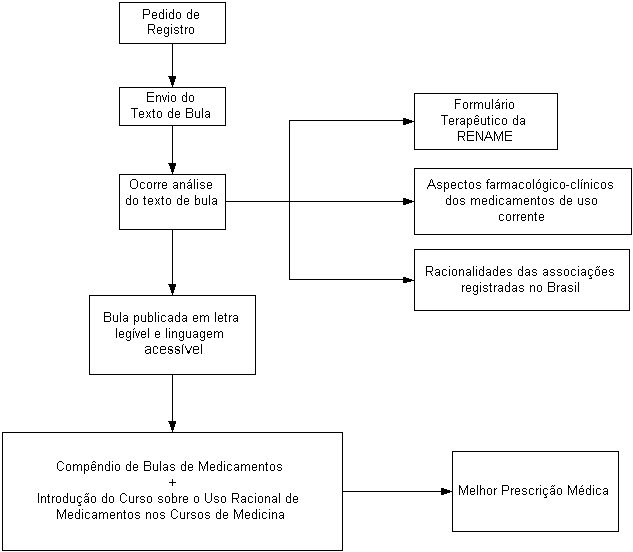 Pedido de
Registro
Envio do
Texto de Bula
Formulário
Terapêutico da
RENAME
Ocorre análise
do texto de bula
Aspectos farmacológico-clínicos
dos medicamentos de uso
corrente
Racionalidades das associações
registradas no Brasil
Bula publicada em letra
legível e linguagem
acessível
Compêndio de Bulas de Medicamentos
+
Introdução do Curso sobre o Uso Racional de
Medicamentos nos Cursos de Medicina
Melhor Prescrição Médica